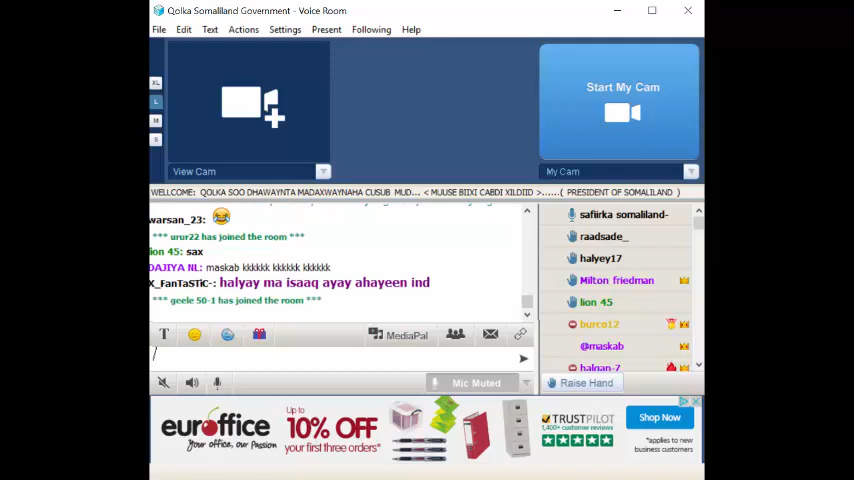 Qolka Somaliland Government - Voice Room
File Edit Text Actions Settings Present Following Help
XL
L
M
S
Start My Cam
View Cam
My Cam
WELLCOME: QOLKA SOO DHAWAYNTA MADAXWAYNAHA CUSUB MUD... < MUUSE BIIXI CABDI XILDIID >......( PRESIDENT OF SOMALILAND )
warsan_23:
*** urur22 has joined the room ***
lion 45: sax
DAJIYA NL: maskab kkkkkk kkkkkk kkkkkk
X_FanTaSTiC-: halyay ma isaaq ayay ahayeen ind
*** geele 50-1 has joined the room ***
safiirka somaliland-
raadsade_
halyey17
Milton friedman
lion 45
burco12
@maskab
halgan-7
T
MediaPal
/
Mic Muted
Raise Hand
euroffice
Your office, our Passion
Up to
10% OFF
your first three orders*
TRUSTPILOT
1,400+ customer reviews
Shop Now
*applies to new
business customers